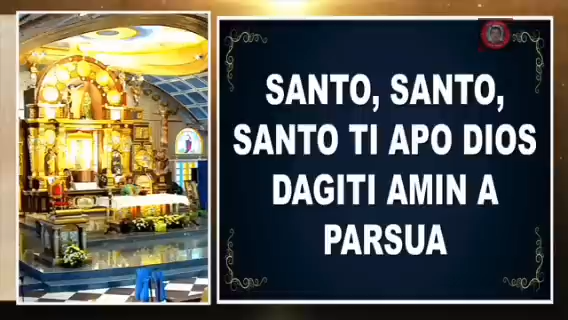 SANTO, SANTO,
SANTO TI APO DIOS
DAGITI AMIN A
PARSUA